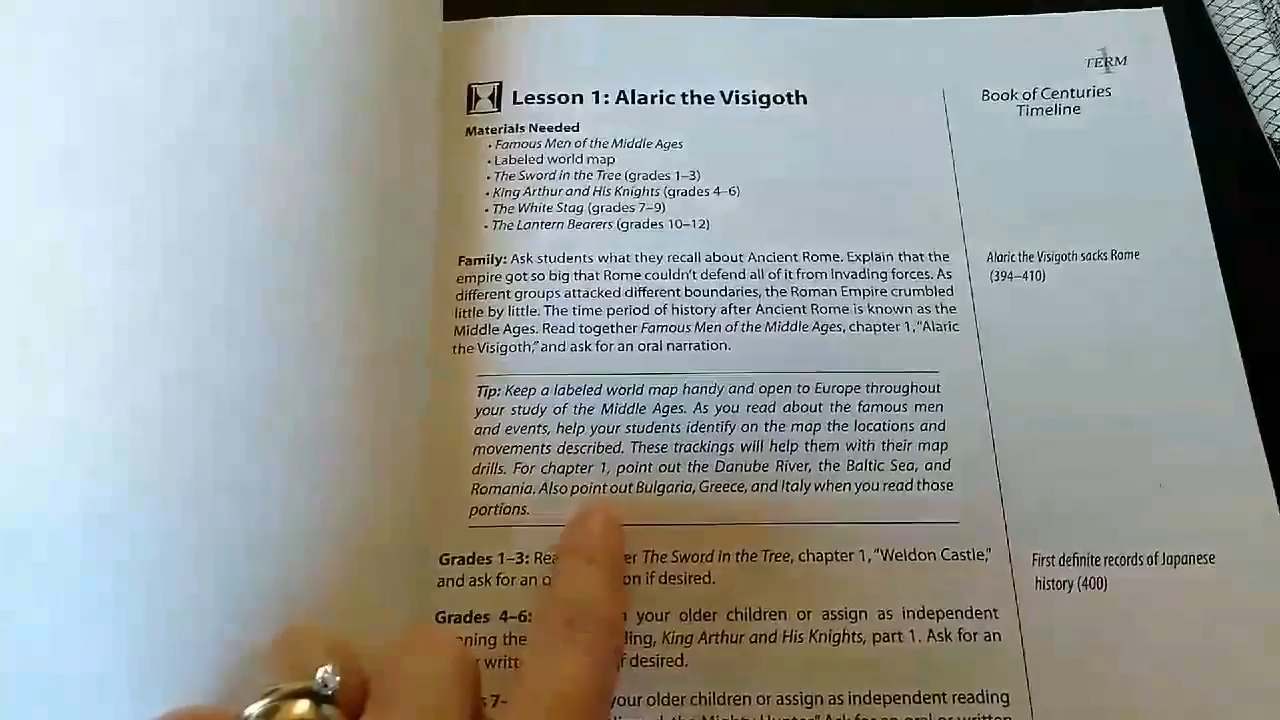 TERM 1
Lesson 1: Alaric the Visigoth
Materials Needed
• Famous Men of the Middle Ages
• Labeled world map
• The Sword in the Tree (grades 1–3)
• King Arthur and His Knights (grades 4–6)
• The White Stag (grades 7–9)
• The Lantern Bearers (grades 10–12)
Family: Ask students what they recall about Ancient Rome. Explain that the
empire got so big that Rome couldn't defend all of it from invading forces. As
different groups attacked different boundaries, the Roman Empire crumbled
little by little. The time period of history after Ancient Rome is known as the
Middle Ages. Read together Famous Men of the Middle Ages, chapter 1, "Alaric
the Visigoth," and ask for an oral narration.
Tip: Keep a labeled world map handy and open to Europe throughout
your study of the Middle Ages. As you read about the famous men
and events, help your students identify on the map the locations and
movements described. These trackings will help them with their map
drills. For chapter 1, point out the Danube River, the Baltic Sea, and
Romania. Also point out Bulgaria, Greece, and Italy when you read those
portions.
Grades 1–3: The Sword in the Tree, chapter 1, "Weldon Castle,"
and ask for an if desired.
Grades 4–6: your older children or assign as independent
the King Arthur and His Knights, part 1. Ask for an
desired.
your older children or assign as independent reading
the Mighty Hunter." Ask for an oral or written
Book of Centuries
Timeline
Alaric the Visigoth sacks Rome
(394–410)
First definite records of Japanese
history (400)